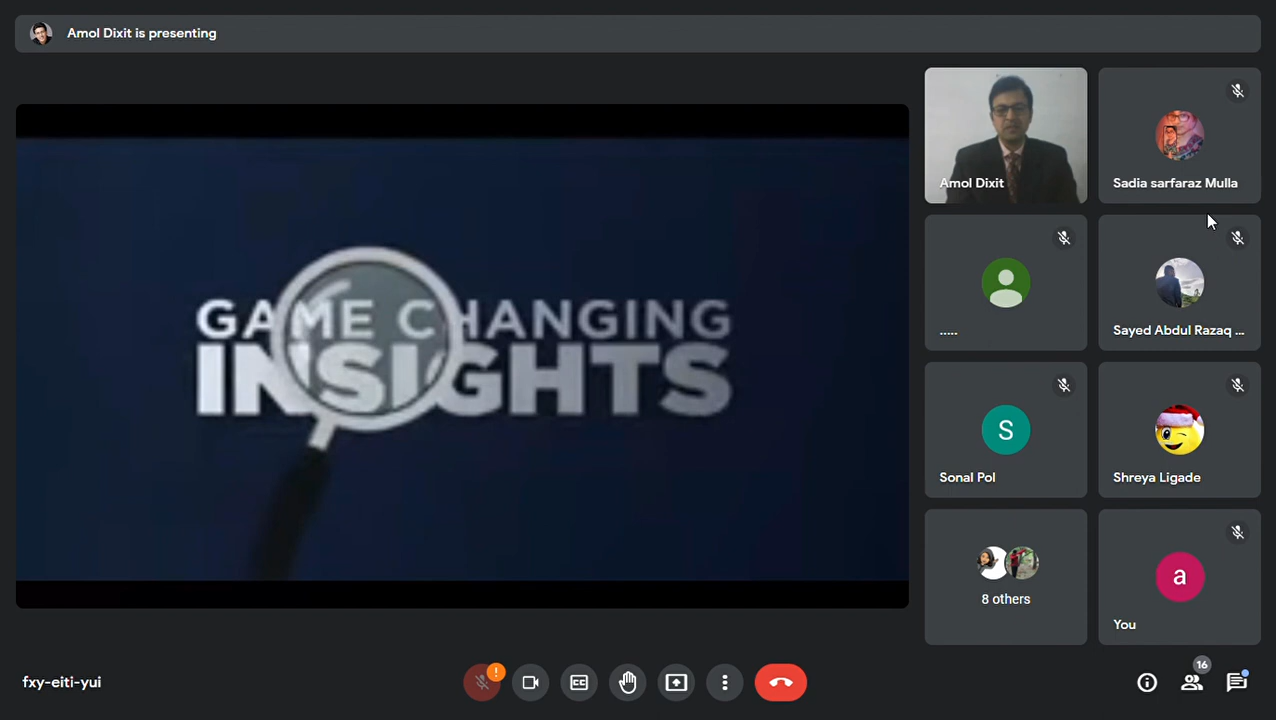 Amol Dixit is presenting
GAME CHANGING
INSIGHTS
Amol Dixit
Sadia sarfaraz Mulla
.....
Sayed Abdul Razaq ...
S
Sonal Pol
Shreya Ligade
8 others
a
You
fxy-eiti-yui
!
CC
16